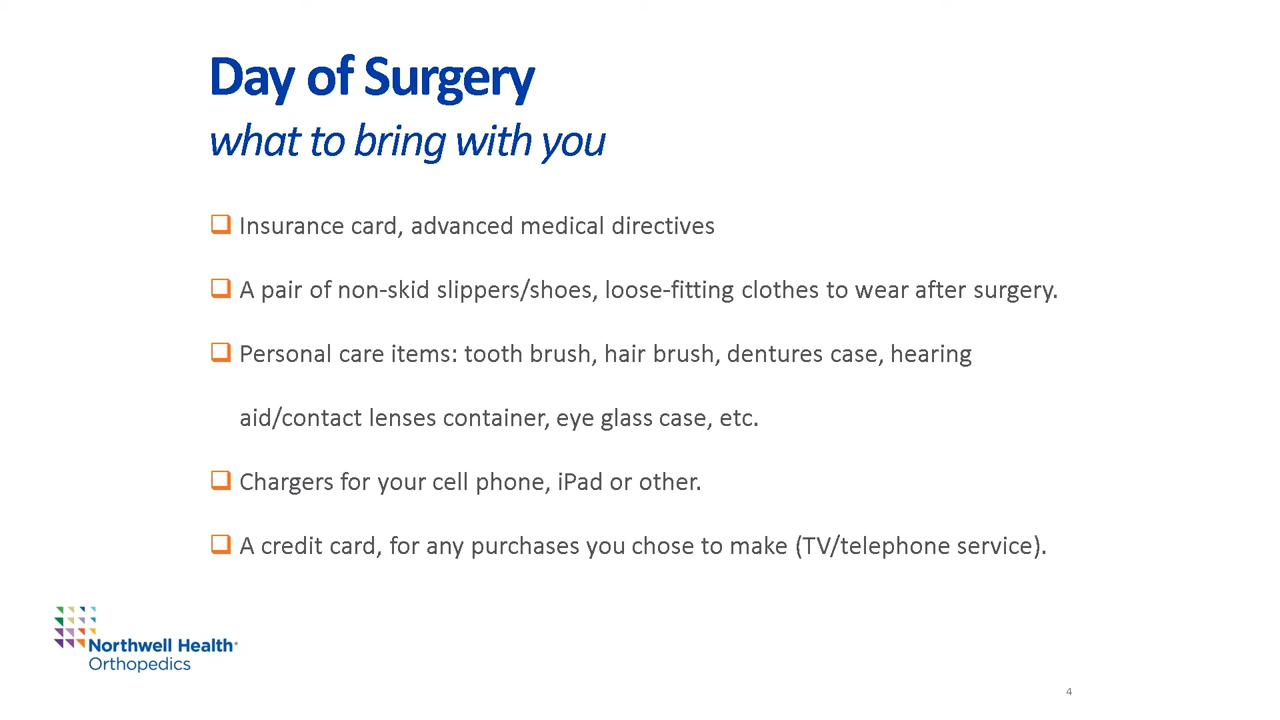 Day of Surgery
what to bring with you
Insurance card, advanced medical directives
A pair of non-skid slippers/shoes, loose-fitting clothes to wear after surgery.
Personal care items: tooth brush, hair brush, dentures case, hearing
aid/contact lenses container, eye glass case, etc.
Chargers for your cell phone, iPad or other.
A credit card, for any purchases you chose to make (TV/telephone service).
Northwell Health®
Orthopedics
4